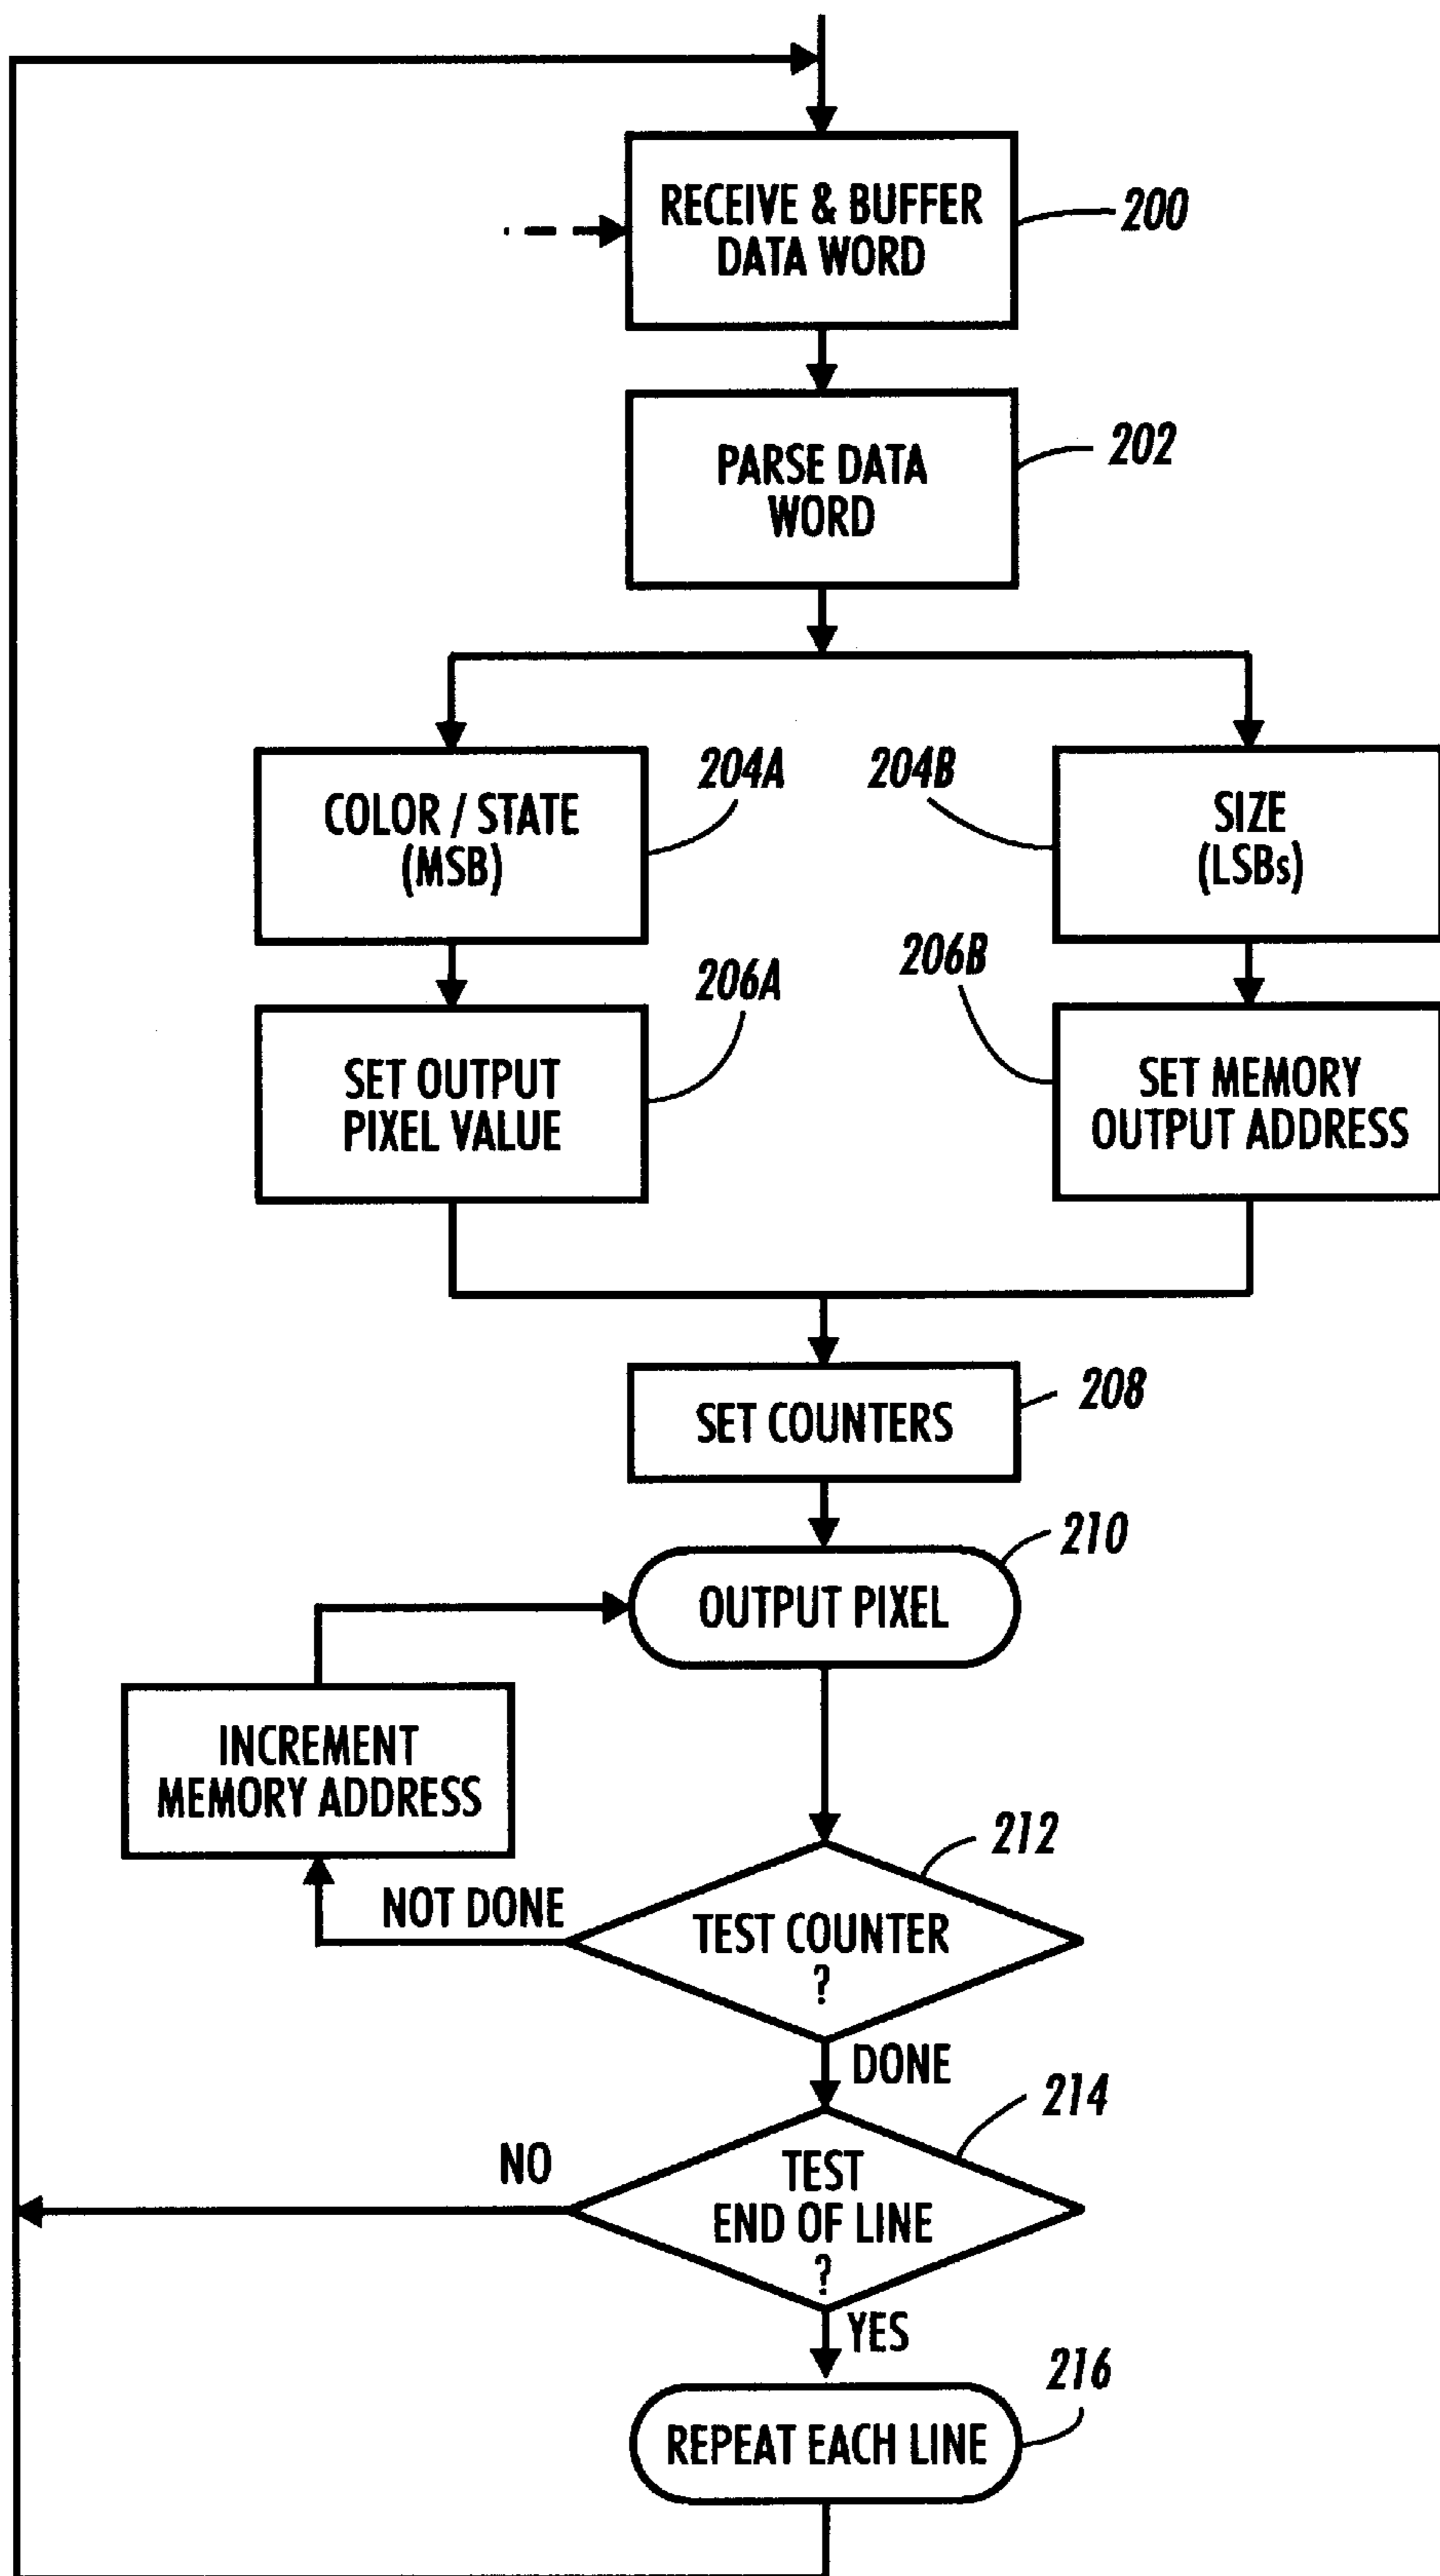 RECEIVE & BUFFER
DATA WORD
200
PARSE DATA
WORD
202
COLOR / STATE
(MSB)
204A
204B
SIZE
(LSBs)
206A
206B
SET OUTPUT
PIXEL VALUE
SET MEMORY
OUTPUT ADDRESS
SET COUNTERS
208
210
OUTPUT PIXEL
INCREMENT
MEMORY ADDRESS
212
NOT DONE
TEST COUNTER
?
DONE
214
NO
TEST
END OF LINE
?
YES
216
REPEAT EACH LINE